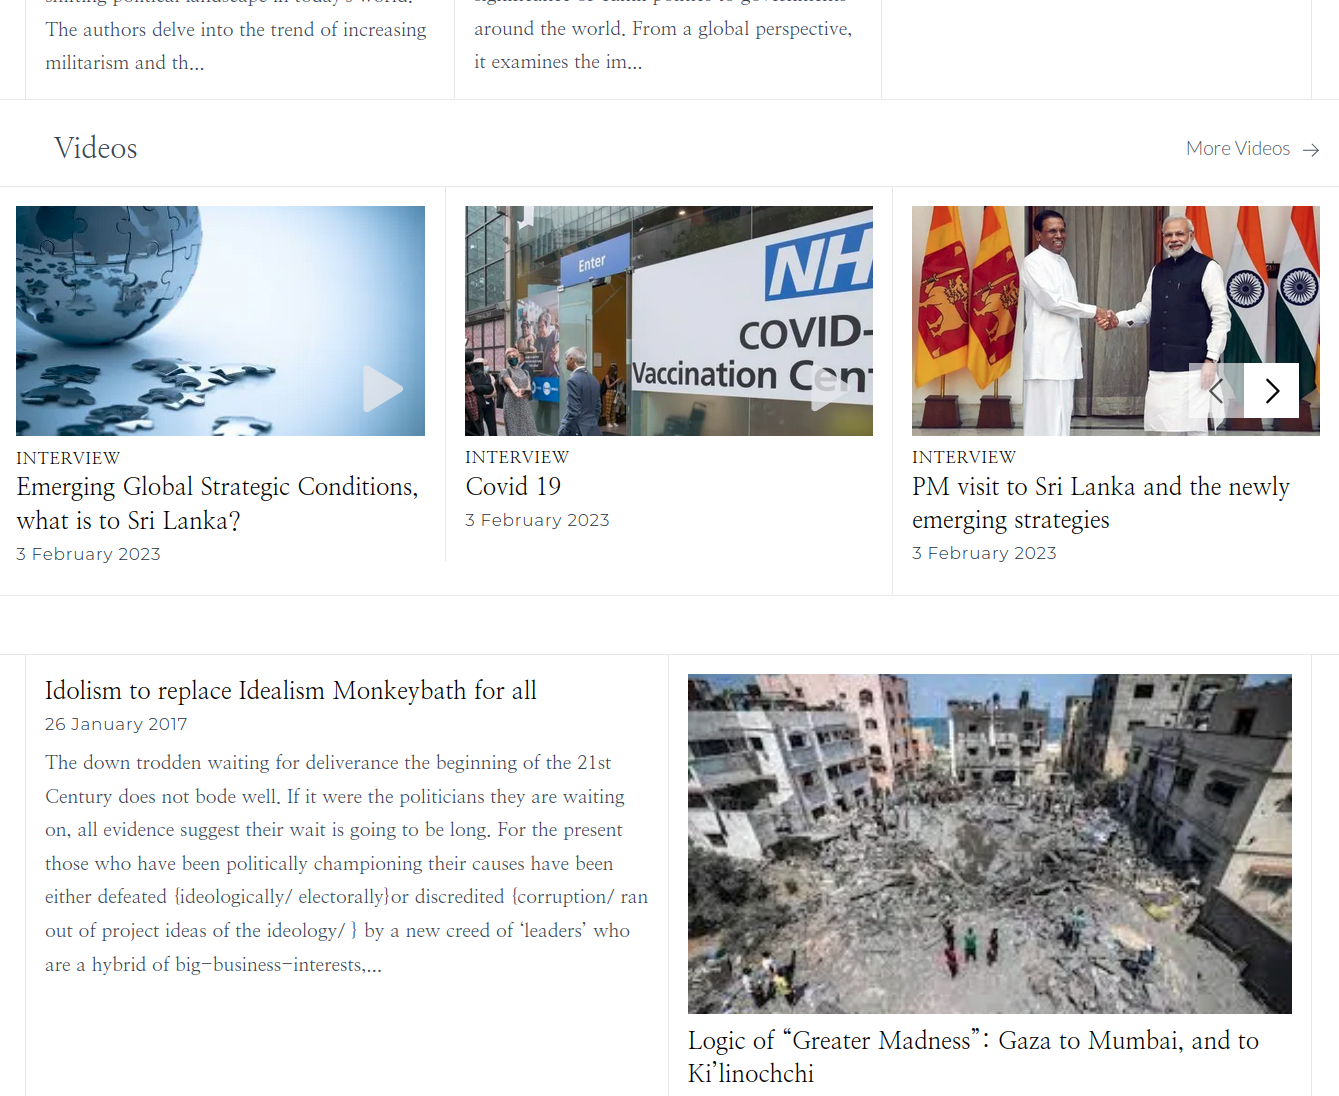 The authors delve into the trend of increasing
militarism and th...
around the world. From a global perspective,
it examines the im...
Videos
More Videos
Enter
NH
COVID-
Vaccination Cent
INTERVIEW
Emerging Global Strategic Conditions,
what is to Sri Lanka?
3 February 2023
INTERVIEW
Covid 19
3 February 2023
INTERVIEW
PM visit to Sri Lanka and the newly
emerging strategies
3 February 2023
Idolism to replace Idealism Monkeybath for all
26 January 2017
The down trodden waiting for deliverance the beginning of the 21st
Century does not bode well. If it were the politicians they are waiting
on, all evidence suggest their wait is going to be long. For the present
those who have been politically championing their causes have been
either defeated {ideologically/ electorally}or discredited {corruption/ ran
out of project ideas of the ideology/ } by a new creed of ‘leaders’ who
are a hybrid of big-business-interests,...
Logic of “Greater Madness”: Gaza to Mumbai, and to
Ki’linochchi